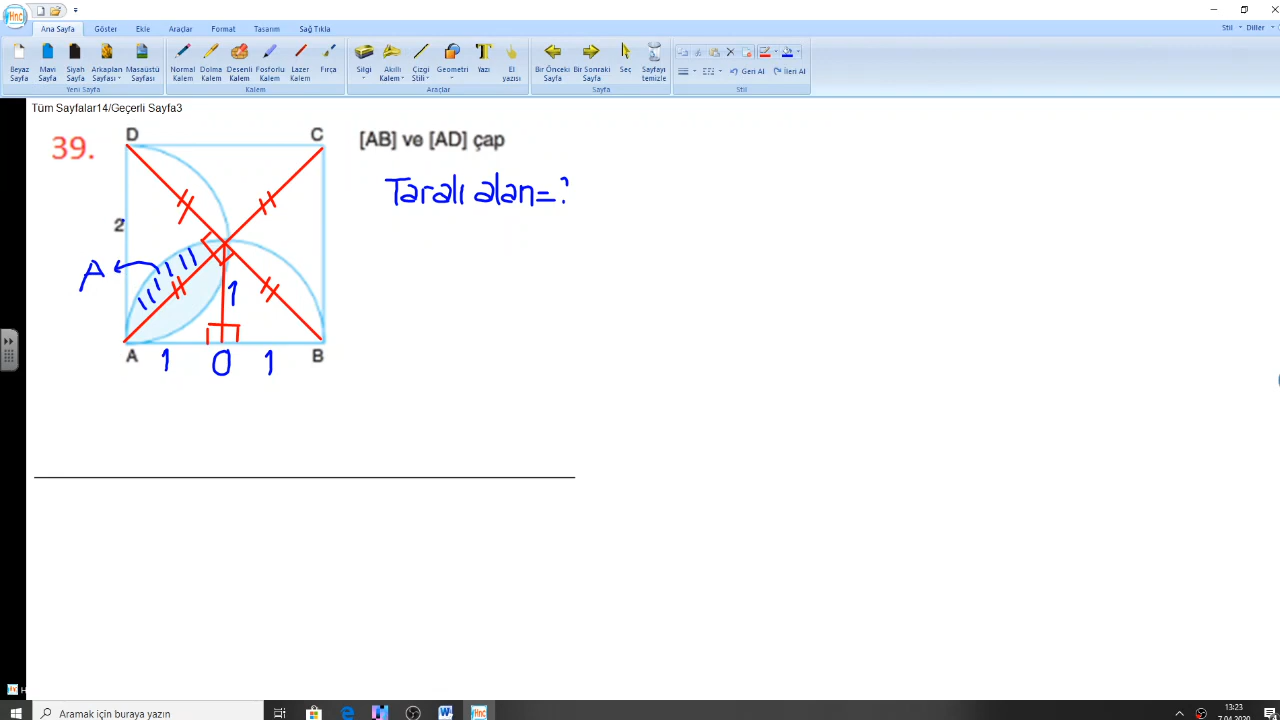 Ana Sayfa Göster Ekle Araçlar Format Tasarım Sağ Tıkla
Stil Diller
Beyaz Sayfa Mavi Sayfa Siyah Sayfa Arkaplan Sayfası Masaüstü Sayfası
Normal Kalem Dolma Kalem Desenli Kalem Fosforlu Kalem Lazer Kalem Fırça
Silgi Akıllı Kalem Çizgi Stili Geometri Yazı El yazısı
Bir Önceki Sayfa Bir Sonraki Sayfa Seç Sayfayı temizle
Geri Al İleri Al
Yeni Sayfa Kalem Araçlar Sayfa Stil
Tüm Sayfalar14/Geçerli Sayfa3
39. D C [AB] ve [AD] çap
Taralı alan=?
2
A
1
A B
1 O 1
H
Aramak için buraya yazın
13:23
7.04.2020